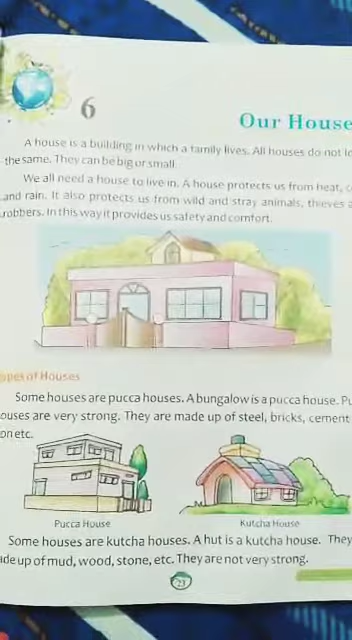 6
Our House
A house is a building in which a family lives. All houses do not
the same. They can be big or small.
We all need a house to live in. A house protects us from heat,
and rain. It also protects us from wild and stray animals, thieves
robbers. In this way it provides us safety and comfort.
ypes of Houses
Some houses are pucca houses. A bungalow is a pucca house.
ouses are very strong. They are made up of steel, bricks, cement
on etc.
Pucca House
Kutcha House
Some houses are kutcha houses. A hut is a kutcha house. They
de up of mud, wood, stone, etc. They are not very strong.
21